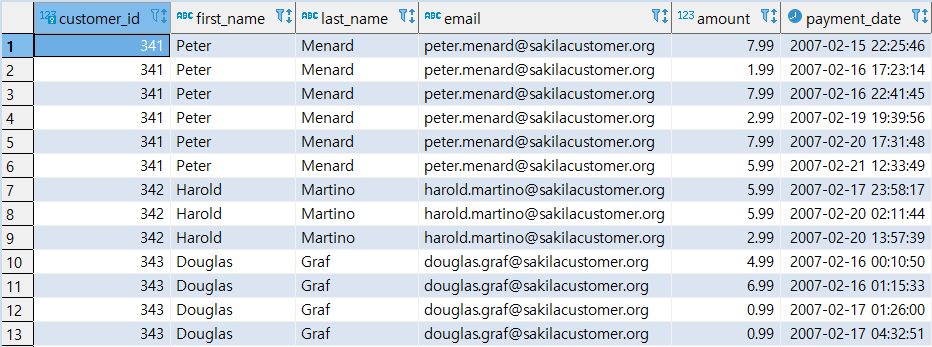 123 customer_id ABC first_name ABC last_name ABC email 123 amount payment_date
1 341 Peter Menard peter.menard@sakilacustomer.org 7.99 2007-02-15 22:25:46
2 341 Peter Menard peter.menard@sakilacustomer.org 1.99 2007-02-16 17:23:14
3 341 Peter Menard peter.menard@sakilacustomer.org 7.99 2007-02-16 22:41:45
4 341 Peter Menard peter.menard@sakilacustomer.org 2.99 2007-02-19 19:39:56
5 341 Peter Menard peter.menard@sakilacustomer.org 7.99 2007-02-20 17:31:48
6 341 Peter Menard peter.menard@sakilacustomer.org 5.99 2007-02-21 12:33:49
7 342 Harold Martino harold.martino@sakilacustomer.org 5.99 2007-02-17 23:58:17
8 342 Harold Martino harold.martino@sakilacustomer.org 5.99 2007-02-20 02:11:44
9 342 Harold Martino harold.martino@sakilacustomer.org 2.99 2007-02-20 13:57:39
10 343 Douglas Graf douglas.graf@sakilacustomer.org 4.99 2007-02-16 00:10:50
11 343 Douglas Graf douglas.graf@sakilacustomer.org 6.99 2007-02-16 01:15:33
12 343 Douglas Graf douglas.graf@sakilacustomer.org 0.99 2007-02-17 01:26:00
13 343 Douglas Graf douglas.graf@sakilacustomer.org 0.99 2007-02-17 04:32:51